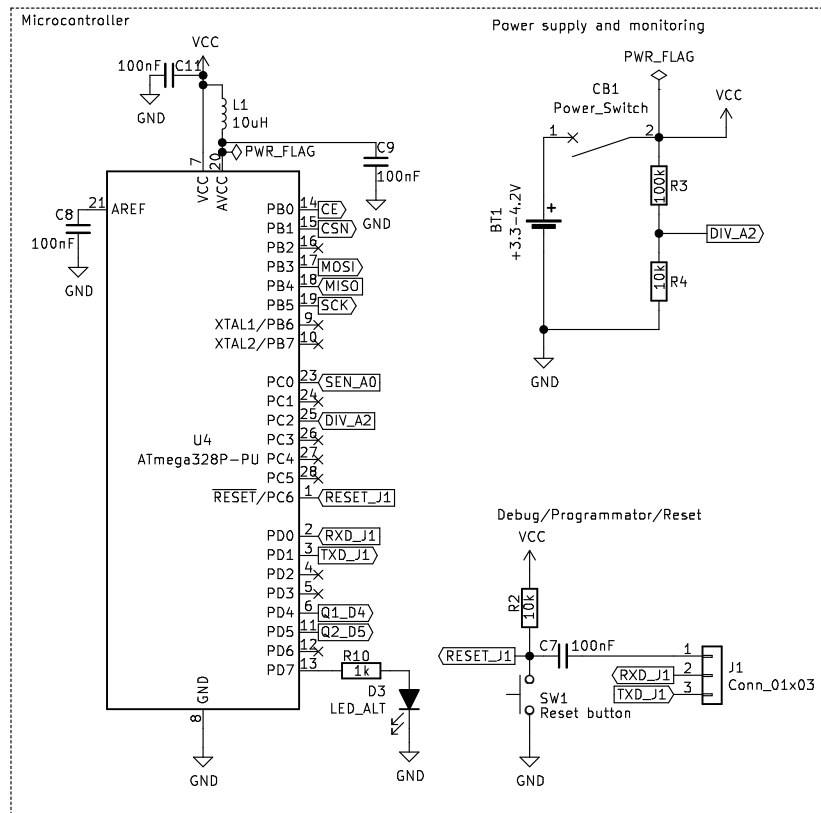 Microcontroller
VCC
100nF
C11
GND
L1
10uH
PWR_FLAG
C9
100nF
GND
7
20
VCC
AVCC
21
AREF
C8
100nF
GND
PB0 14 CE
PB1 15 CSN
PB2 16
PB3 17 MOSI
PB4 18 MISO
PB5 19 SCK
XTAL1/PB6 9
XTAL2/PB7 10
PC0 23 SEN_A0
PC1 24
PC2 25 DIV_A2
PC3 26
PC4 27
PC5 28
RESET/PC6 1 RESET_J1
U4
ATmega328P-PU
PD0 2 RXD_J1
PD1 3 TXD_J1
PD2 4
PD3 5
PD4 6 Q1_D4
PD5 11 Q2_D5
PD6 12
PD7 13
R10
1k
D3
LED_ALT
GND
GND
8
GND
Power supply and monitoring
PWR_FLAG
CB1
Power_Switch
1
2
VCC
100k
R3
DIV_A2
10k
R4
BT1
+3.3-4.2V
+
GND
Debug/Programmator/Reset
VCC
R2
10k
RESET_J1
C7
100nF
1
RXD_J1 2
TXD_J1 3
J1
Conn_01x03
SW1
Reset button
GND